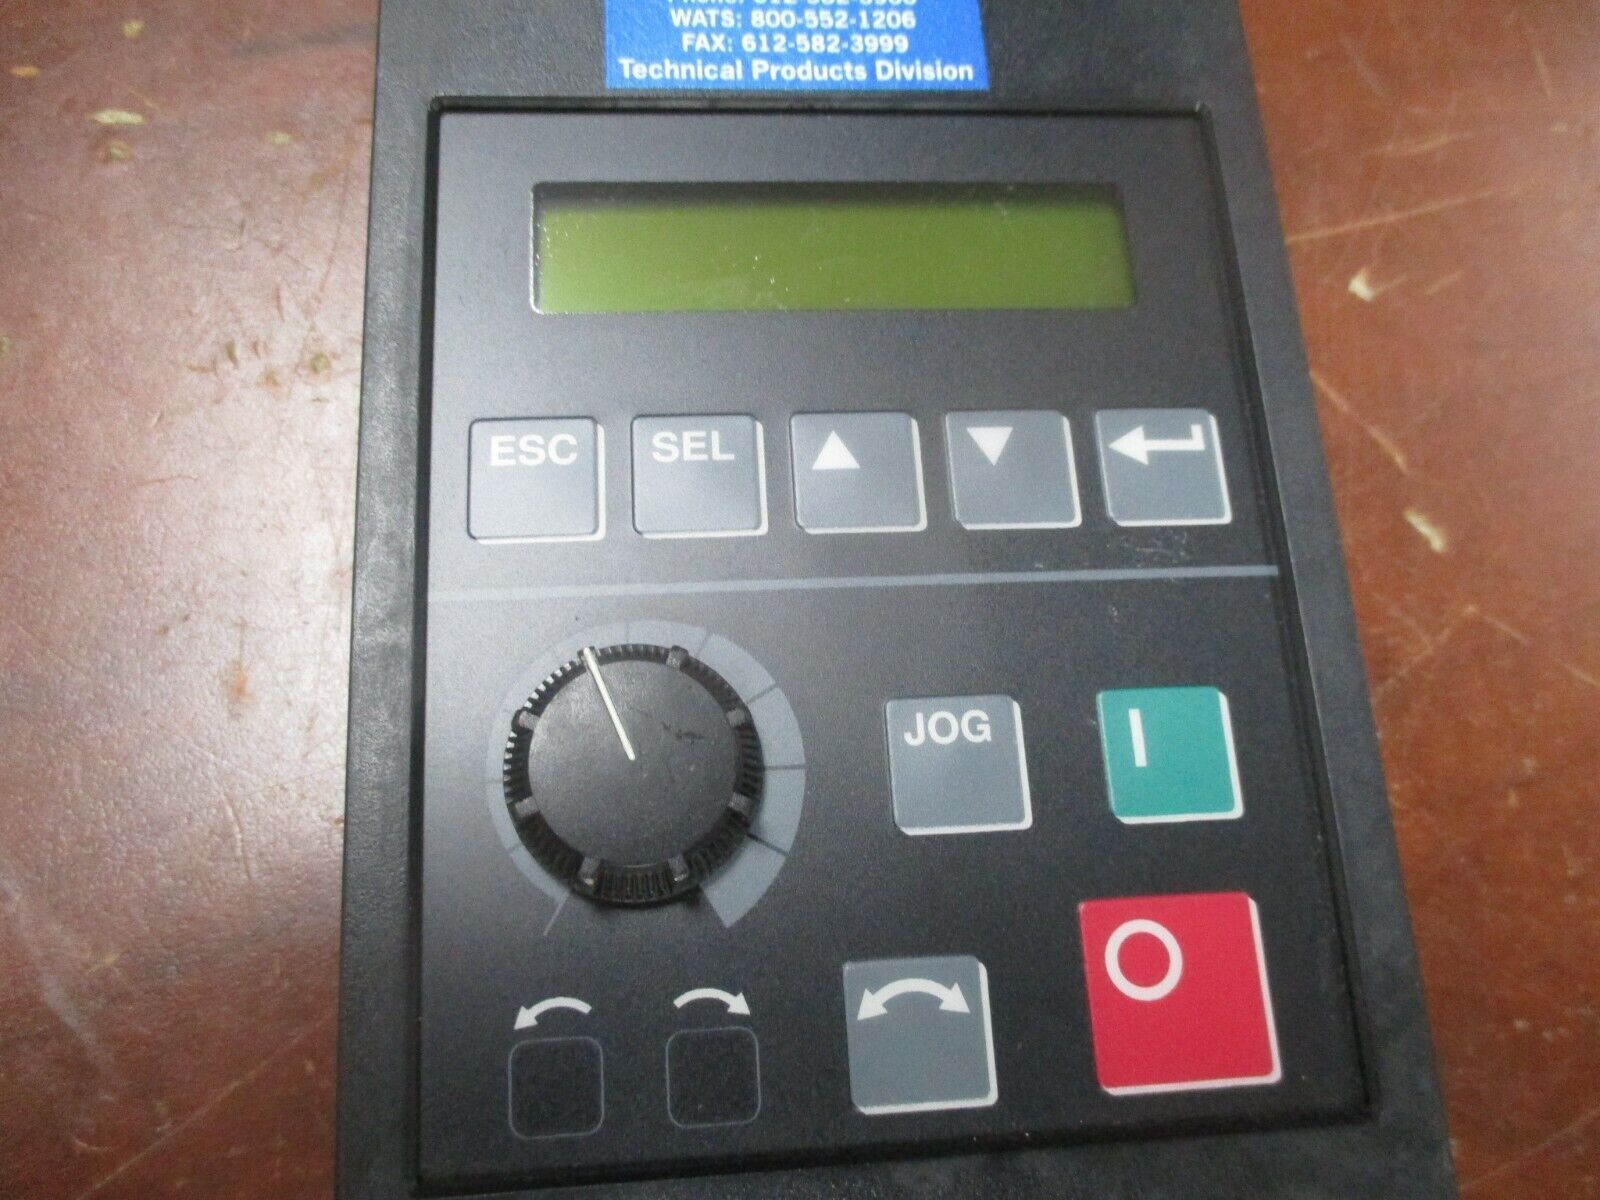 WATS: 800-552-1206
FAX: 612-582-3999
Technical Products Division
ESC SEL
JOG